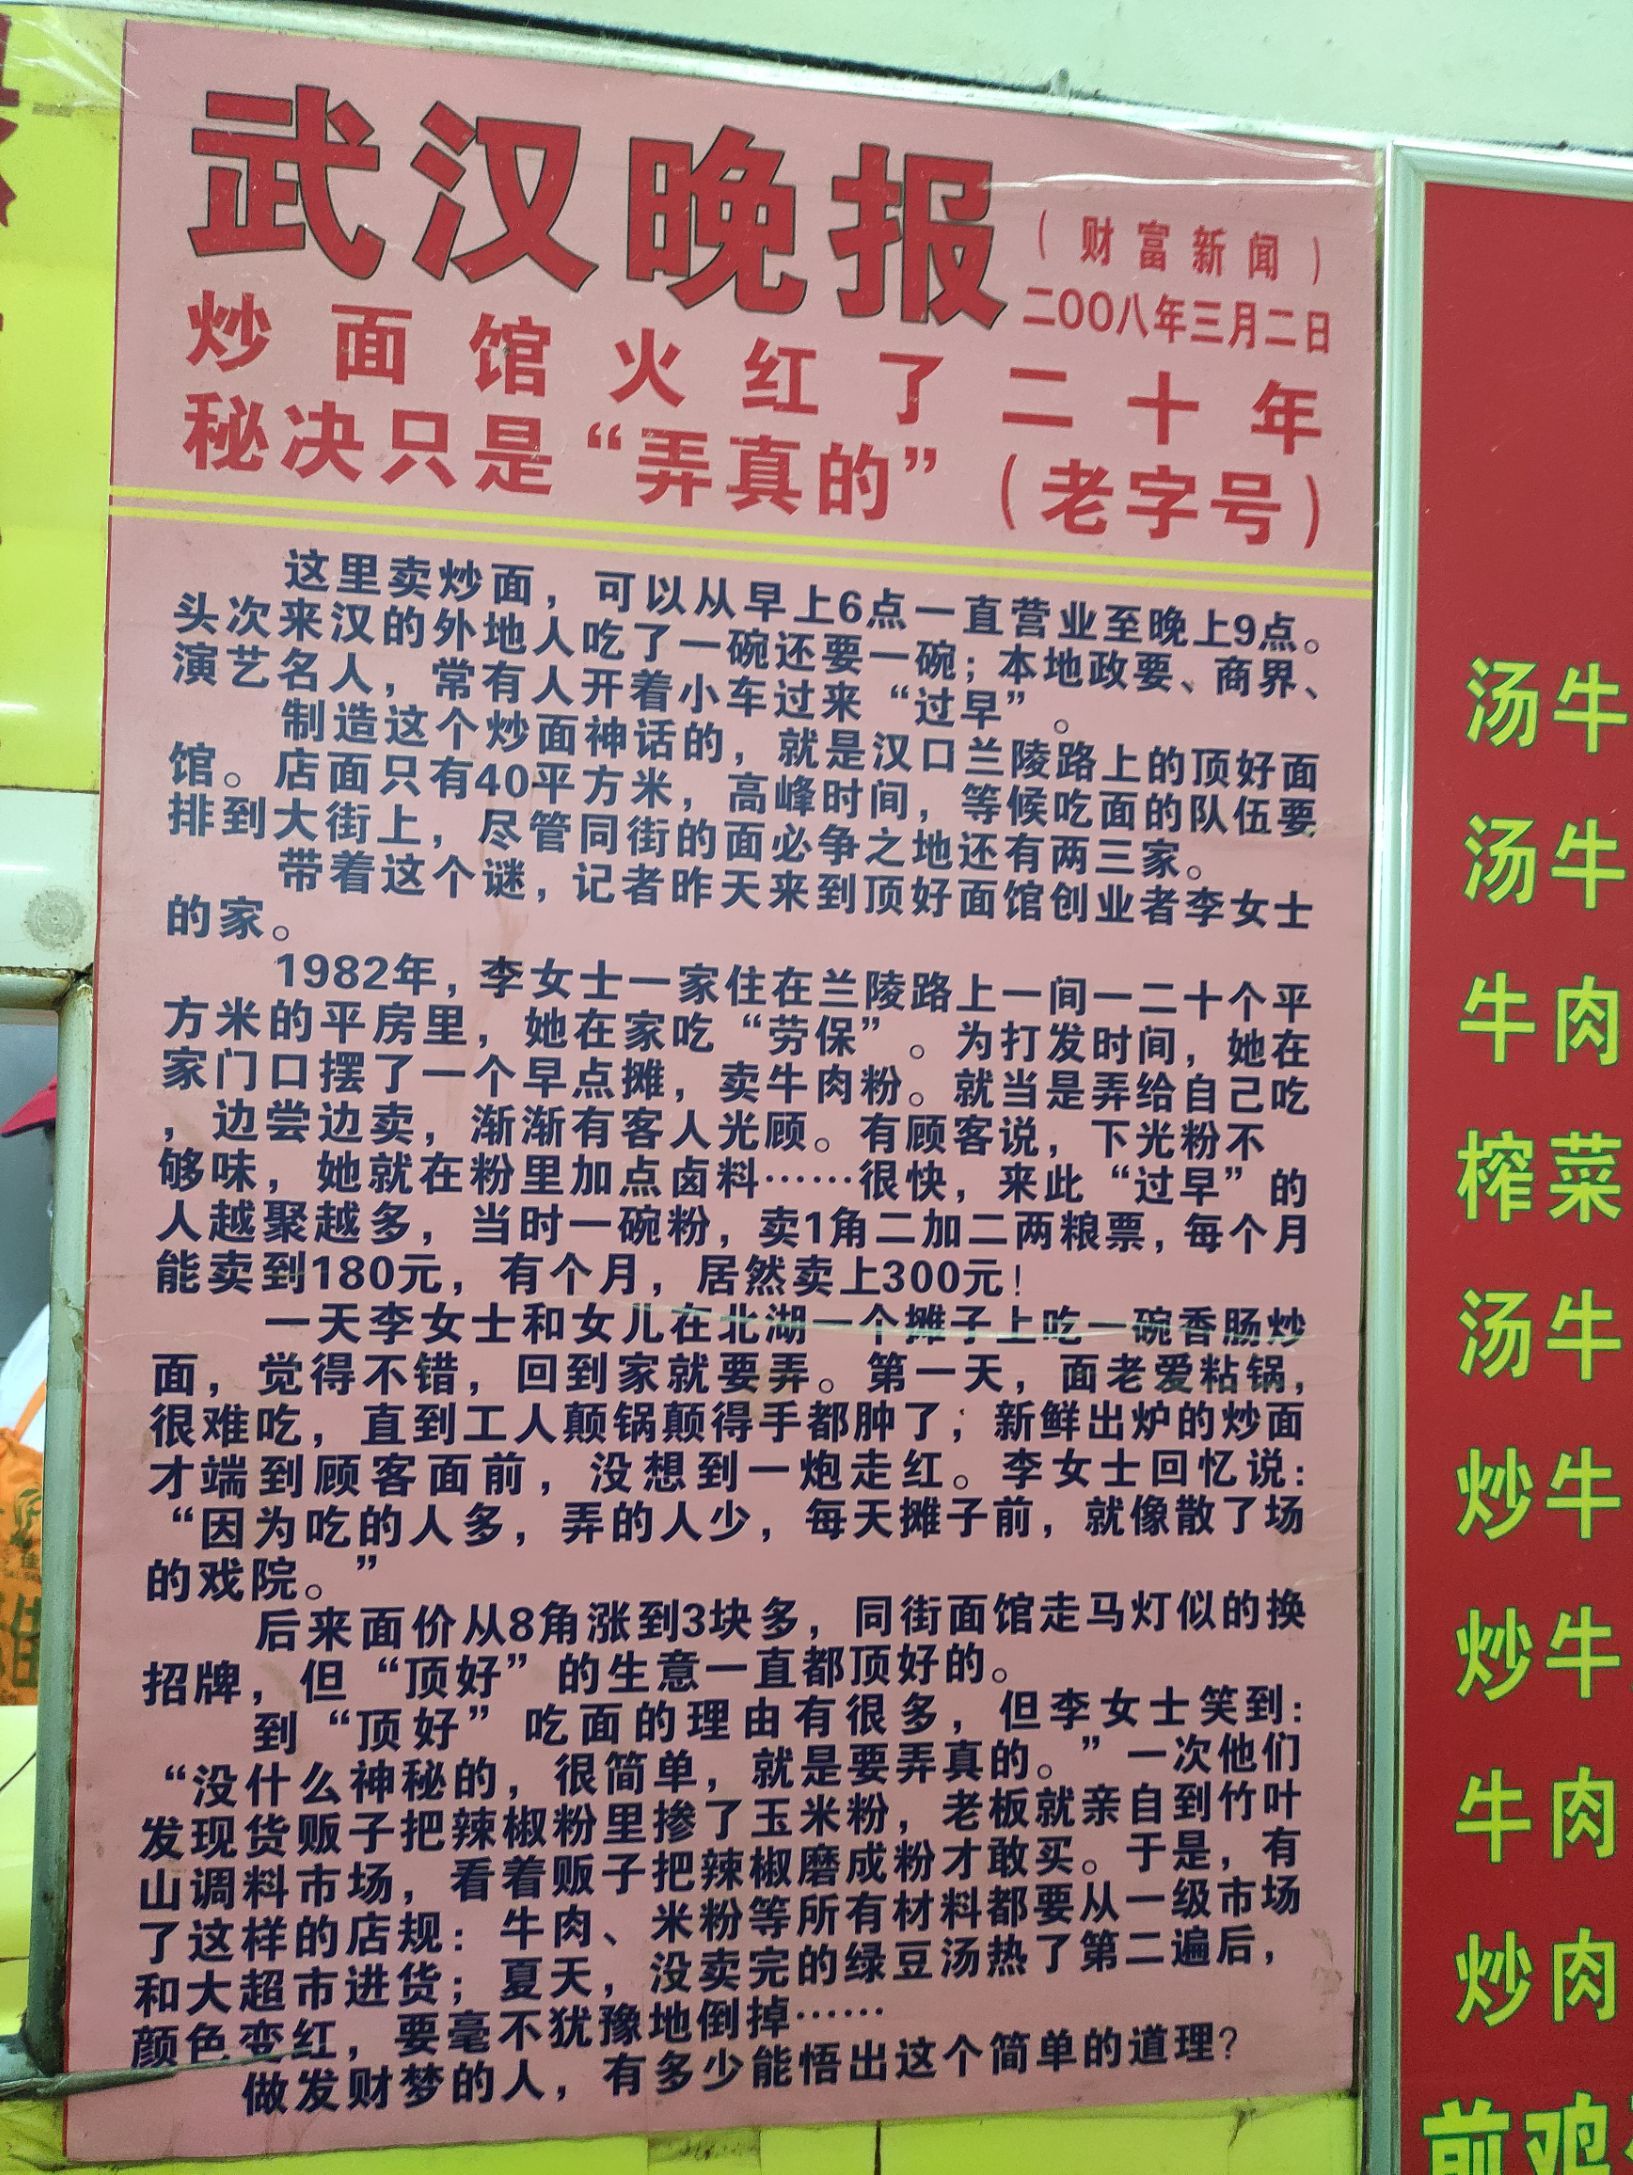 武汉晚报
（财富新闻）
二OO八年三月二日
炒面馆火红了二十年
秘决只是“弄真的”（老字号）
这里卖炒面，可以从早上6点一直营业至晚上9点。
头次来汉的外地人吃了一碗还要一碗；本地政要、商界、
演艺名人，常有人开着小车过来“过早”。
制造这个炒面神话的，就是汉口兰陵路上的顶好面
馆。店面只有40平方米，高峰时间，等候吃面的队伍要
排到大街上，尽管同街的面必争之地还有两三家。
带着这个谜，记者昨天来到顶好面馆创业者李女士
的家。
1982年，李女士一家住在兰陵路上一间一二十个平
方米的平房里，她在家吃“劳保”。为打发时间，她在
家门口摆了一个早点摊，卖牛肉粉。就当是弄给自己吃
，边尝边卖，渐渐有客人光顾。有顾客说，下光粉不
够味，她就在粉里加点卤料……很快，来此“过早”的
人越聚越多，当时一碗粉，卖1角二加二两粮票，每个月
能卖到180元，有个月，居然卖上300元！
一天李女士和女儿在北湖一个摊子上吃一碗香肠炒
面，觉得不错，回到家就要弄。第一天，面老爱粘锅，
很难吃，直到工人颠锅颠得手都肿了；新鲜出炉的炒面
才端到顾客面前，没想到一炮走红。李女士回忆说：
“因为吃的人多，弄的人少，每天摊子前，就像散了场
的戏院。”
后来面价从8角涨到3块多，同街面馆走马灯似的换
招牌，但“顶好”的生意一直都顶好的。
到“顶好”吃面的理由有很多，但李女士笑到：
“没什么神秘的，很简单，就是要弄真的。”一次他们
发现货贩子把辣椒粉里掺了玉米粉，老板就亲自到竹叶
山调料市场，看着贩子把辣椒磨成粉才敢买。于是，有
了这样的店规：牛肉、米粉等所有材料都要从一级市场
和大超市进货；夏天，没卖完的绿豆汤热了第二遍后，
颜色变红，要毫不犹豫地倒掉……
做发财梦的人，有多少能悟出这个简单的道理？
汤牛
汤牛
牛肉
榨菜
汤牛
炒牛
炒牛
牛肉
炒肉
前鸡